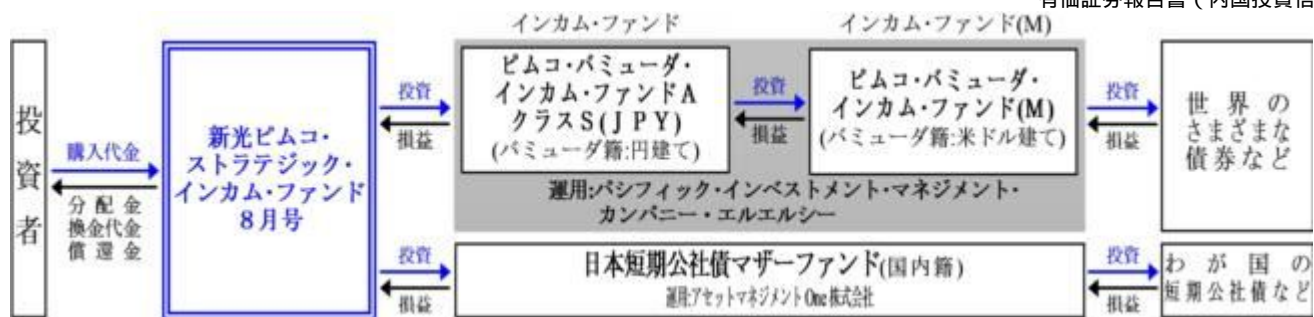 有価証券報告書(内国投資信
インカム・ファンド
インカム・ファンド(M)
投資者
購入代金
分配金
換金代金
償還金
新光ピムコ・
ストラテジック・
インカム・ファンド
8月号
投資
損益
ピムコ・バミューダ・
インカム・ファンドA
クラスS(JPY)
(バミューダ籍:円建て)
投資
損益
ピムコ・バミューダ・
インカム・ファンド(M)
(バミューダ籍:米ドル建て)
運用:パシフィック・インベストメント・マネジメント・
カンパニー・エルエルシー
投資
損益
世界の
さまざまな
債券など
投資
損益
日本短期公社債マザーファンド(国内籍)
運用:アセットマネジメントOne株式会社
投資
損益
わが国の
短期公社債など